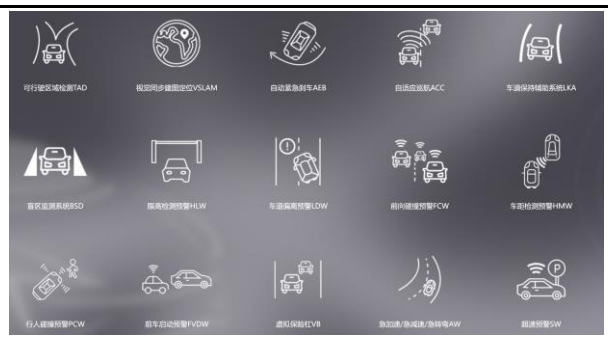 可行驶区域检测TAD
视觉同步建图定位VSLAM
自动紧急刹车AEB
自适应巡航ACC
车道保持辅助系统LKA
盲区监测系统BSD
限高检测预警HLW
车道偏离预警LDW
前向碰撞预警FCW
车距检测预警HMW
行人碰撞预警PCW
前车启动预警FVDW
虚拟保险杠VB
急加速/急减速/急转弯AW
超速预警SW
P